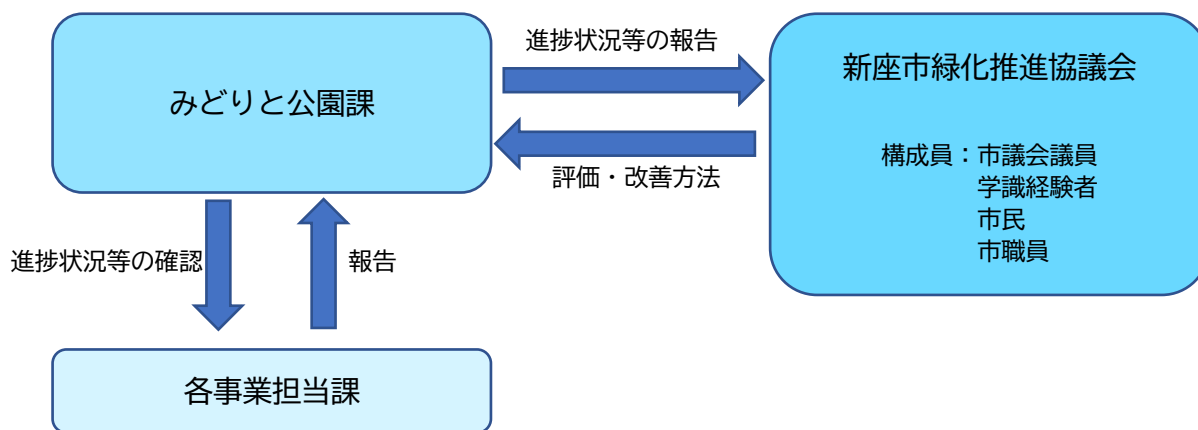 進捗状況等の報告
みどりと公園課
新座市緑化推進協議会
構成員：市議会議員
学識経験者
市民
市職員
評価・改善方法
進捗状況等の確認
報告
各事業担当課